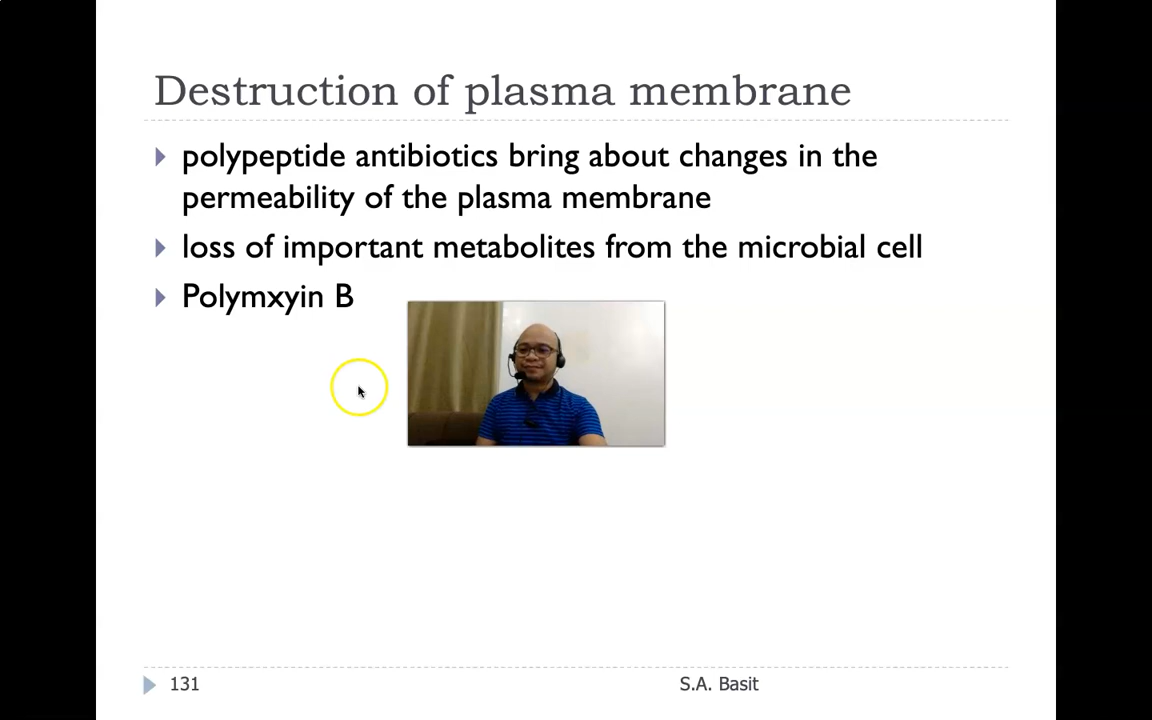 Destruction of plasma membrane
polypeptide antibiotics bring about changes in the
permeability of the plasma membrane
loss of important metabolites from the microbial cell
Polymxyin B
131
S.A. Basit